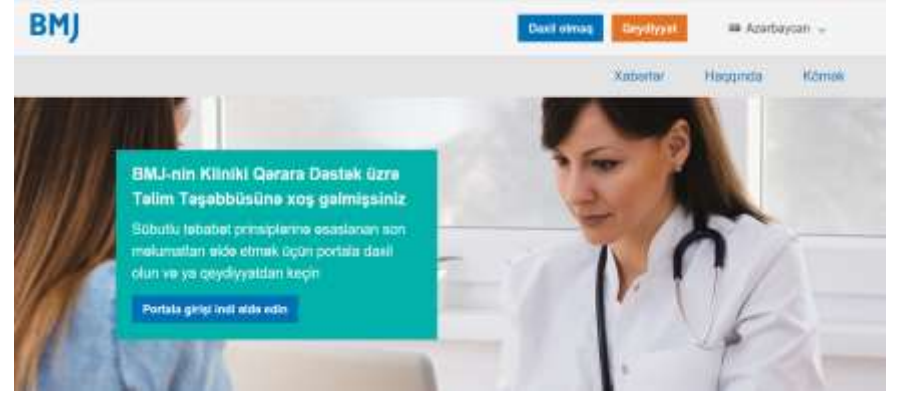 BMJ
Daxil olmaq
Qeydiyyat
Azərbaycan
Xəbərlər
Haqqında
Kömək
BMJ-nin Kliniki Qərara Dəstək üzrə
Təlim Təşəbbüsünə xoş gəlmişsiniz
Sübutlu təbabət prinsiplərinə əsaslanan son
məlumatları əldə etmək üçün portala daxil
olun və ya qeydiyyatdan keçin
Portala girişi indi əldə edin